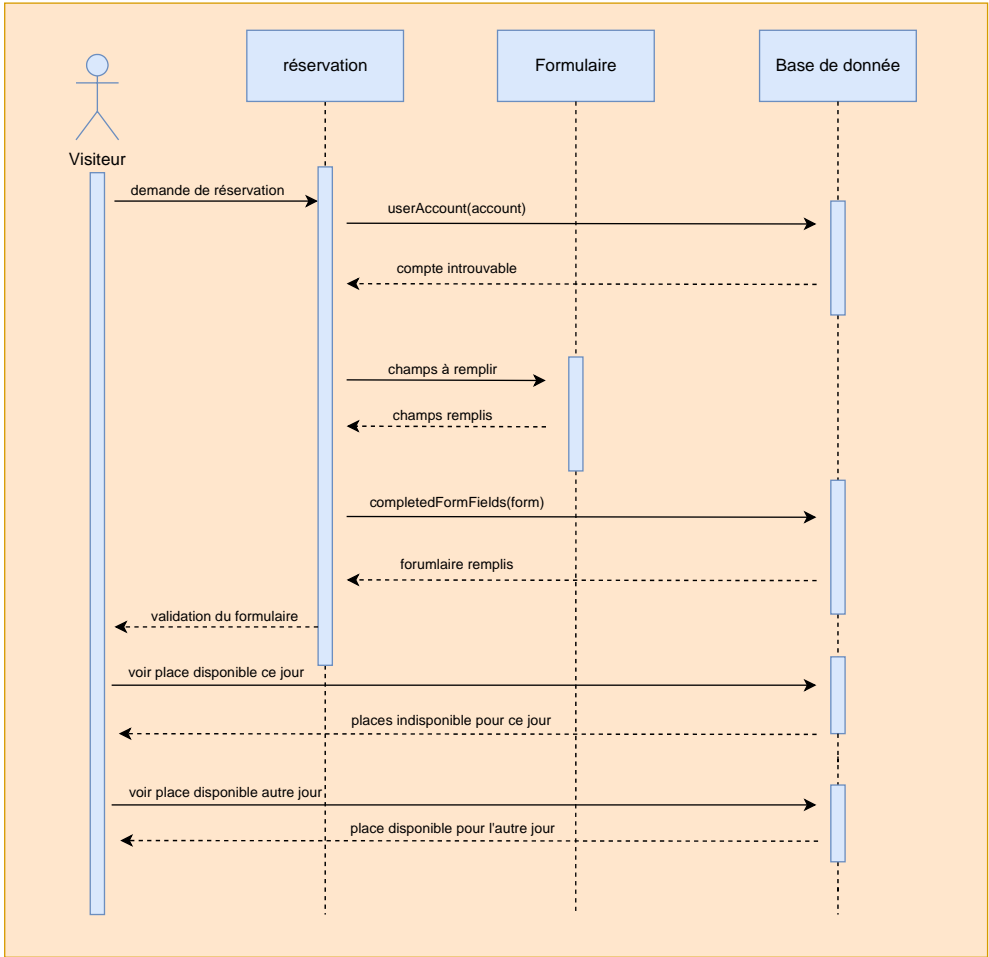 réservation
Formulaire
Base de donnée
Visiteur
demande de réservation
userAccount(account)
compte introuvable
champs à remplir
champs remplis
completedFormFields(form)
forumlaire remplis
validation du formulaire
voir place disponible ce jour
places indisponible pour ce jour
voir place disponible autre jour
place disponible pour l'autre jour